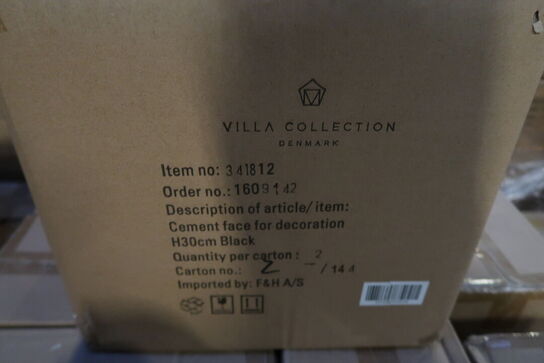 VILLA COLLECTION
DENMARK
Item no: 341812
Order no.: 1609142
Description of article/ item:
Cement face for decoration
H30cm Black
Quantity per carton : 2
Carton no.: 2 /144
Imported by: F&H A/S